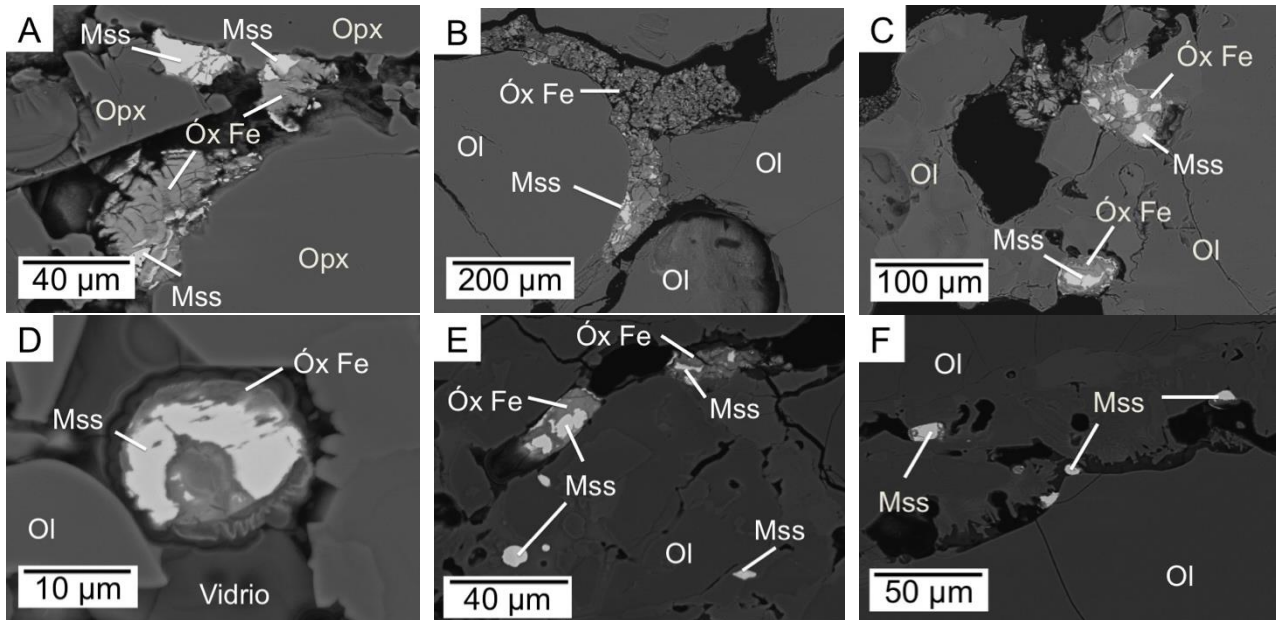 A
Mss
Mss
Opx
Opx
Óx Fe
Opx
Mss
40 µm
B
Óx Fe
Ol
Ol
Mss
Ol
200 µm
C
Óx Fe
Mss
Ol
Óx Fe
Mss
Ol
100 µm
D
Óx Fe
Mss
Ol
10 µm
Vidrio
E
Óx Fe
Óx Fe
Mss
Mss
Mss
Ol
40 µm
F
Ol
Mss
Mss
Ol
50 µm